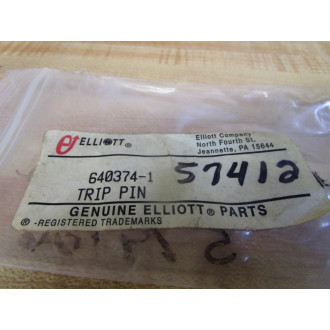 ELLIOTT®
Elliott Company
North Fourth St.
Jeannette, PA 15644
640374-1
57412
TRIP PIN
GENUINE ELLIOTT® PARTS
®-REGISTERED TRADEMARKS